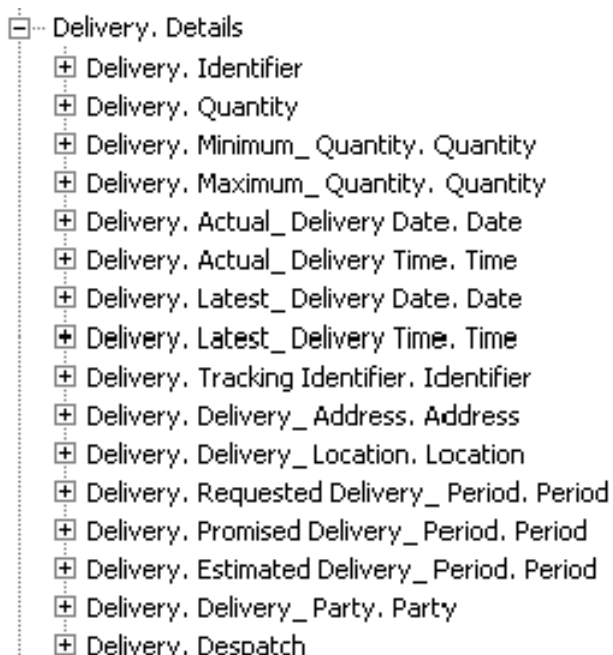 Delivery. Details
Delivery. Identifier
Delivery. Quantity
Delivery. Minimum_ Quantity. Quantity
Delivery. Maximum_ Quantity. Quantity
Delivery. Actual_ Delivery Date. Date
Delivery. Actual_ Delivery Time. Time
Delivery. Latest_ Delivery Date. Date
Delivery. Latest_ Delivery Time. Time
Delivery. Tracking Identifier. Identifier
Delivery. Delivery_ Address. Address
Delivery. Delivery_ Location. Location
Delivery. Requested Delivery_ Period. Period
Delivery. Promised Delivery_ Period. Period
Delivery. Estimated Delivery_ Period. Period
Delivery. Delivery_ Party. Party
Delivery. Despatch